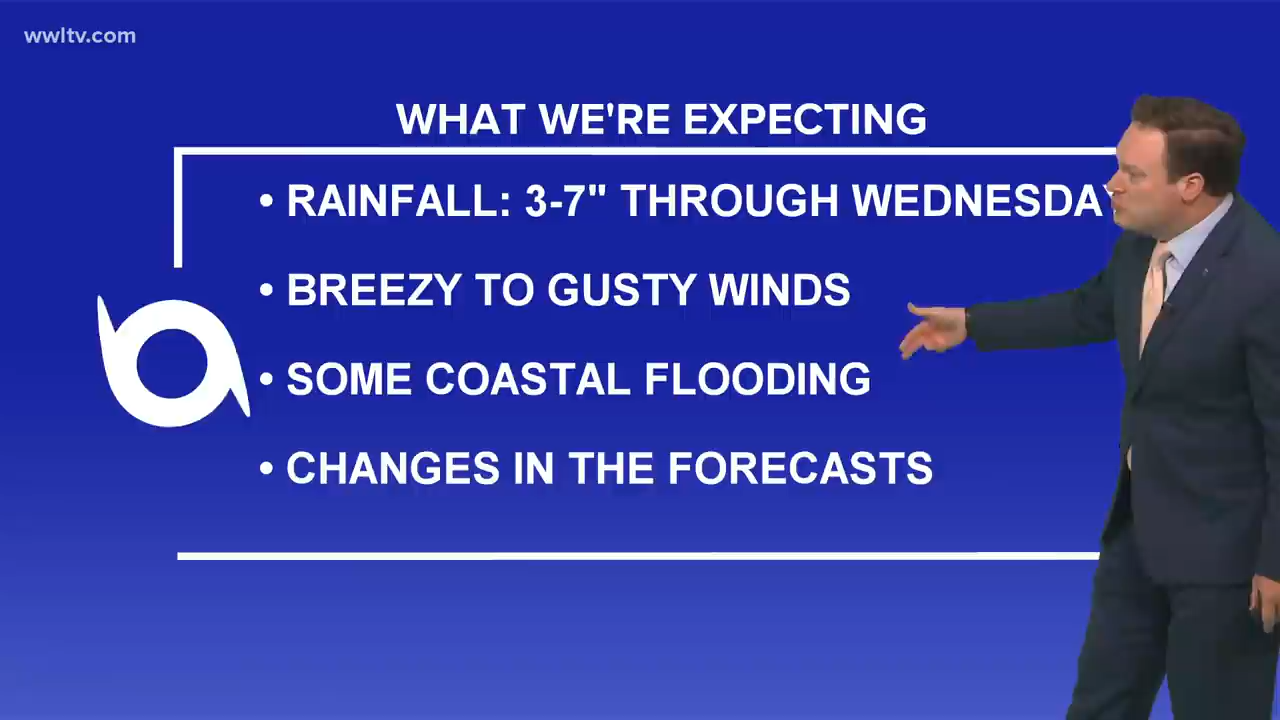 wwltv.com
WHAT WE'RE EXPECTING
• RAINFALL: 3-7" THROUGH WEDNESDAY
• BREEZY TO GUSTY WINDS
• SOME COASTAL FLOODING
• CHANGES IN THE FORECASTS